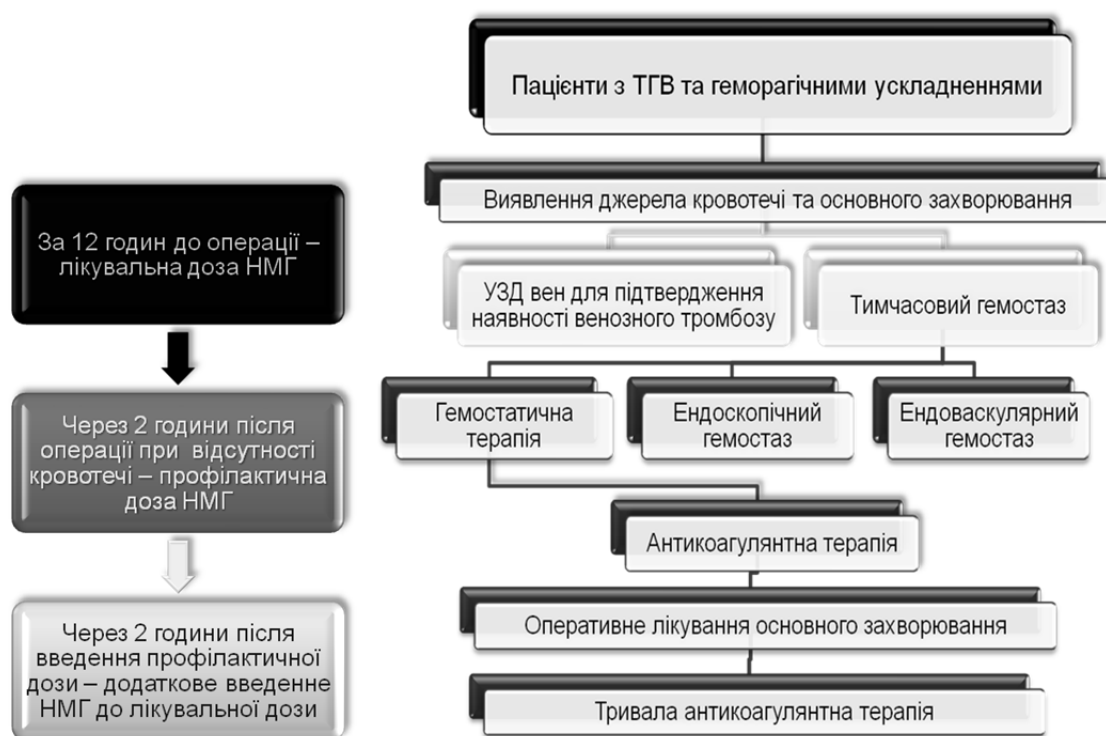 За 12 годин до операції –
лікувальна доза НМГ
Через 2 години після
операції при відсутності
кровотечі – профілактична
доза НМГ
Через 2 години після
введення профілактичної
дози – додаткове введенне
НМГ до лікувальної дози
Пацієнти з ТГВ та геморагічними ускладненнями
Виявлення джерела кровотечі та основного захворювання
УЗД вен для підтвердження
наявності венозного тромбозу
Тимчасовий гемостаз
Гемостатична
терапія
Ендоскопічний
гемостаз
Ендоваскулярний
гемостаз
Антикоагулянтна терапія
Оперативне лікування основного захворювання
Тривала антикоагулянтна терапія